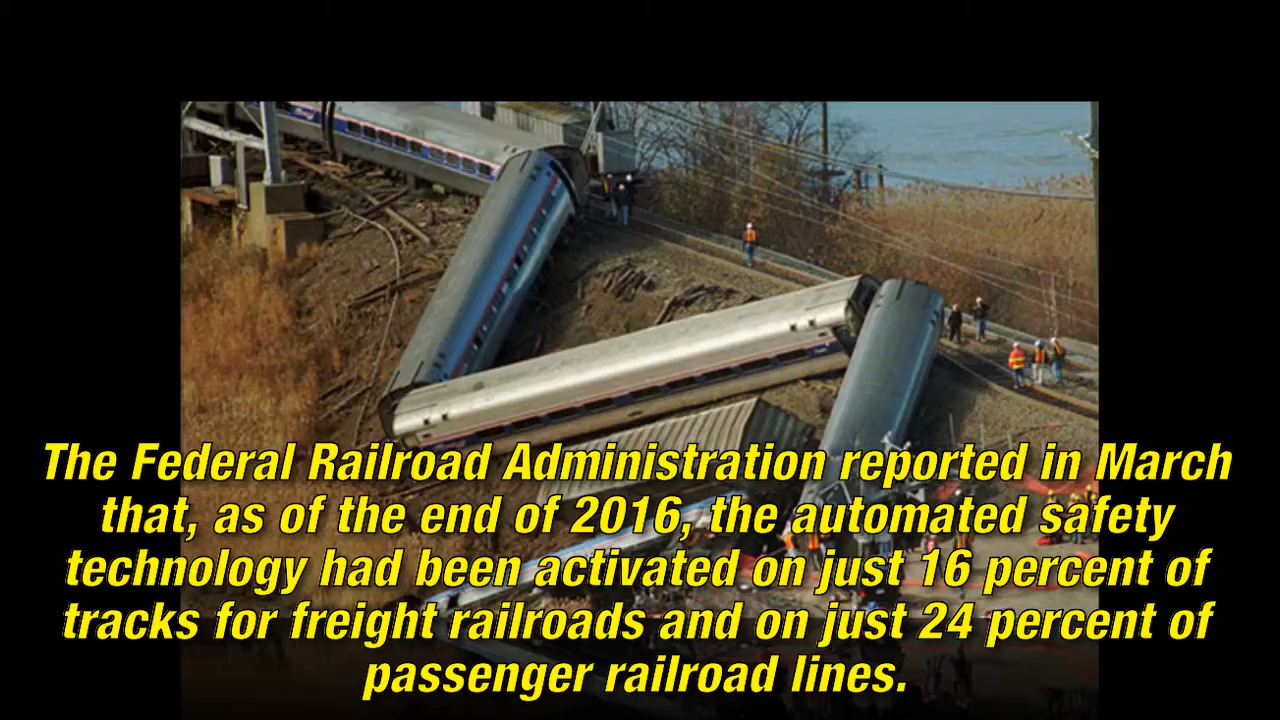 The Federal Railroad Administration reported in March
that, as of the end of 2016, the automated safety
technology had been activated on just 16 percent of
tracks for freight railroads and on just 24 percent of
passenger railroad lines.